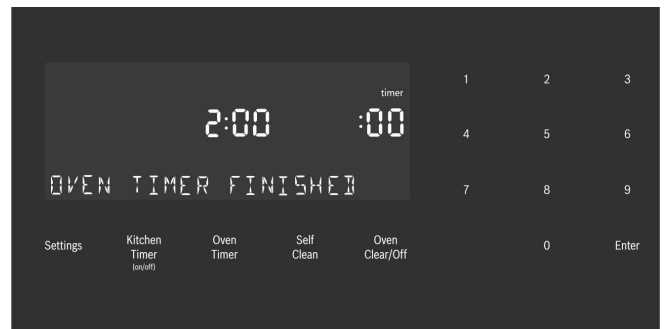 timer
2:00 :00
OVEN TIMER FINISHED
1 2 3
4 5 6
7 8 9
0 Enter
Settings
Kitchen Timer (on/off)
Oven Timer
Self Clean
Oven Clear/Off